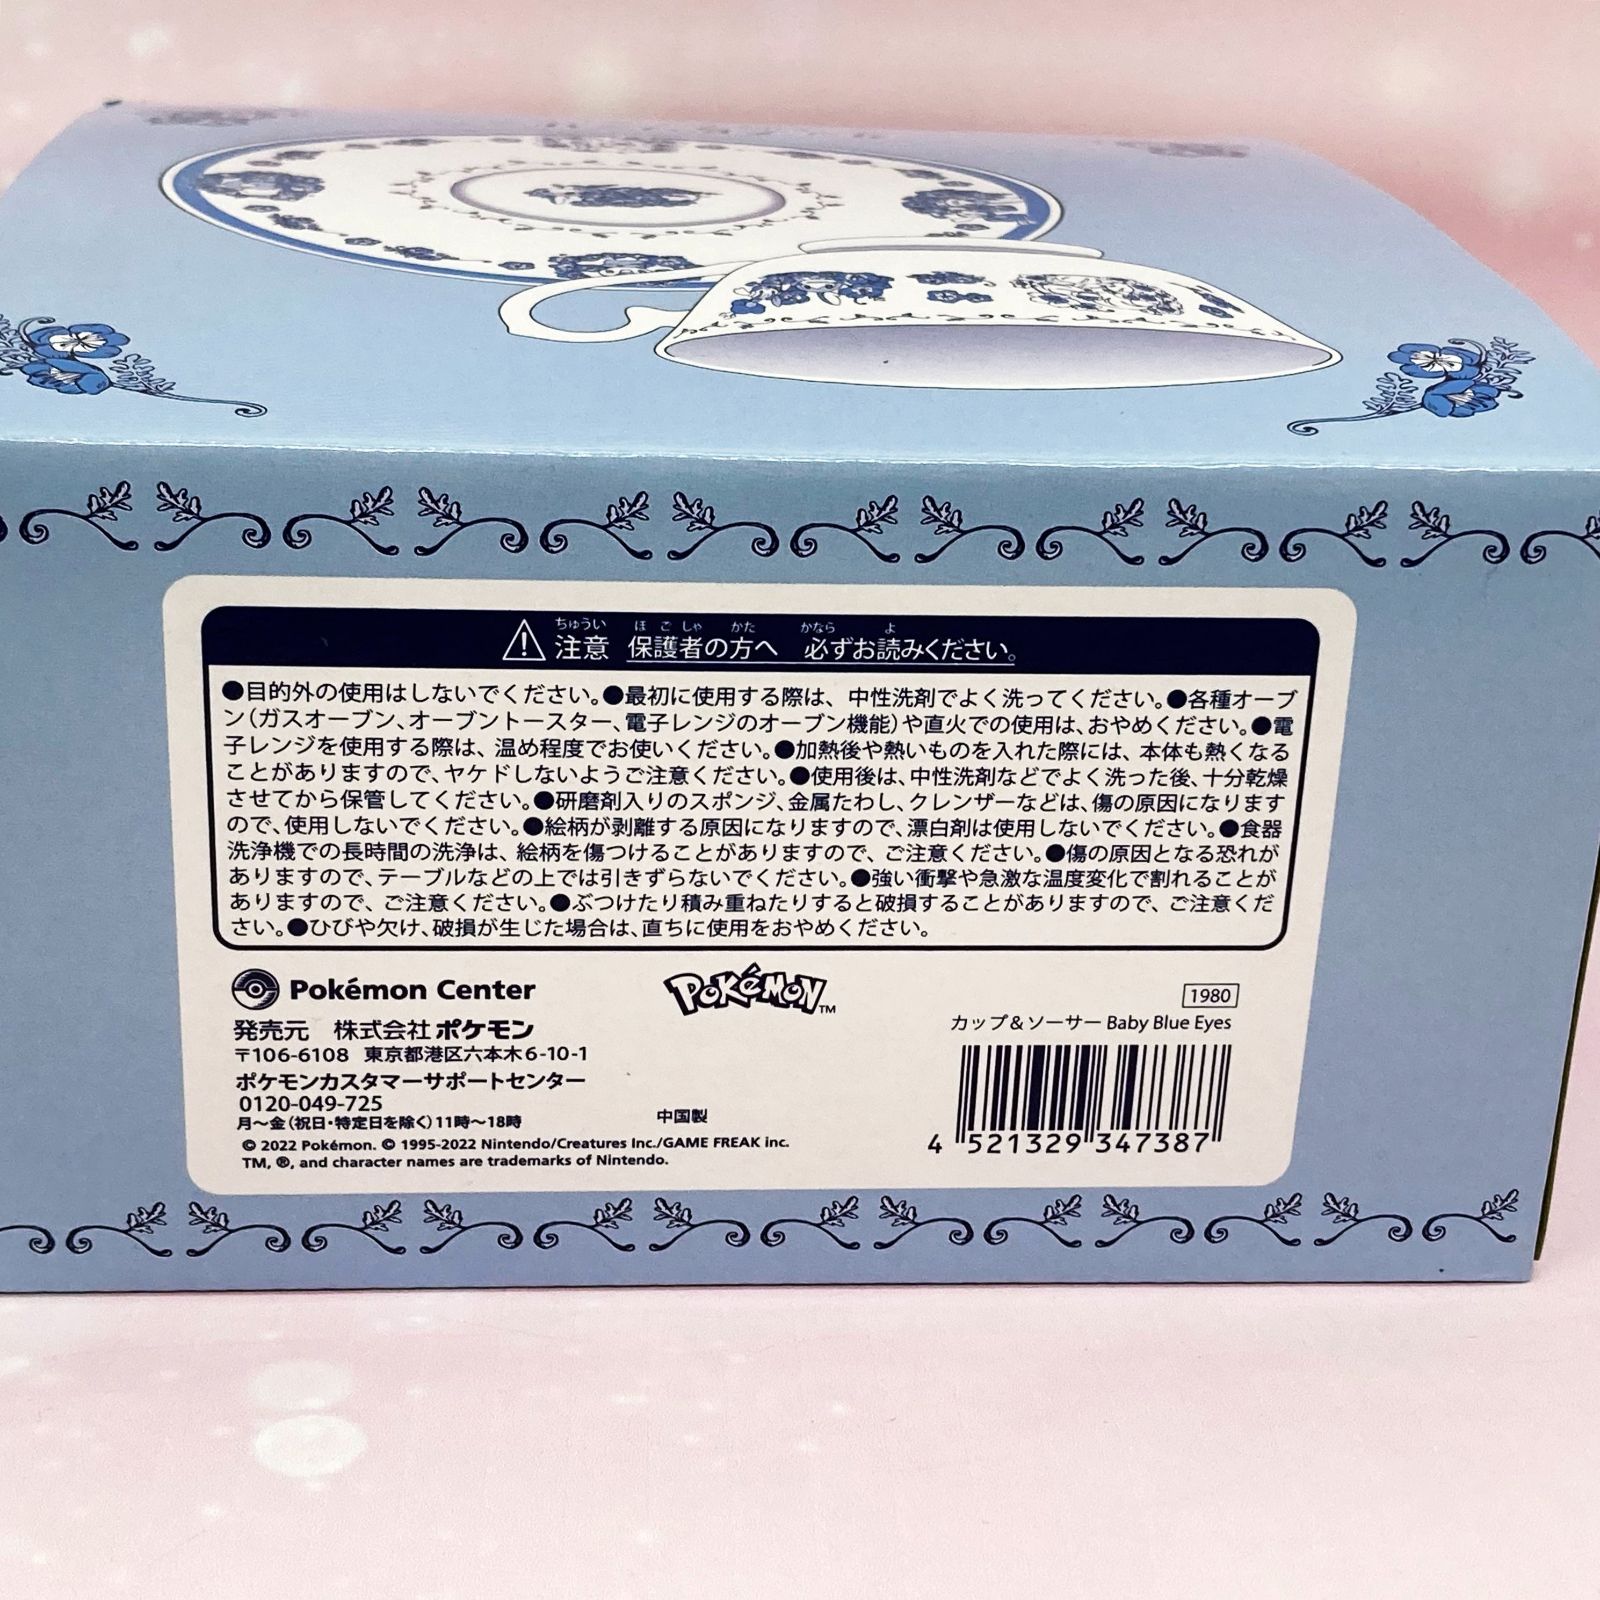 ちゅうい ほごしゃ かた かなら よ
注意 保護者の方へ 必ずお読みください。
●目的外の使用はしないでください。●最初に使用する際は、中性洗剤でよく洗ってください。●各種オーブ
ン(ガスオーブン、オーブントースター、電子レンジのオーブン機能)や直火での使用は、おやめください。●電
子レンジを使用する際は、温め程度でお使いください。●加熱後や熱いものを入れた際には、本体も熱くなる
ことがありますので、ヤケドしないようご注意ください。●使用後は、中性洗剤などでよく洗った後、十分乾燥
させてから保管してください。●研磨剤入りのスポンジ、金属たわし、クレンザーなどは、傷の原因になります
ので、使用しないでください。●絵柄が剥離する原因になりますので、漂白剤は使用しないでください。●食器
洗浄機での長時間の洗浄は、絵柄を傷つけることがありますので、ご注意ください。●傷の原因となる恐れが
ありますので、テーブルなどの上では引きずらないでください。●強い衝撃や急激な温度変化で割れることが
ありますので、ご注意ください。●ぶつけたり積み重ねたりすると破損することがありますので、ご注意くだ
さい。●ひびや欠け、破損が生じた場合は、直ちに使用をおやめください。
Pokémon Center
POKéMON™
1980
発売元 株式会社ポケモン
カップ&ソーサー Baby Blue Eyes
〒106-6108 東京都港区六本木6-10-1
ポケモンカスタマーサポートセンター
0120-049-725
月～金(祝日・特定日を除く)11時～18時
中国製
4 521329 347387
© 2022 Pokémon. © 1995-2022 Nintendo/Creatures Inc./GAME FREAK inc.
TM, ®, and character names are trademarks of Nintendo.